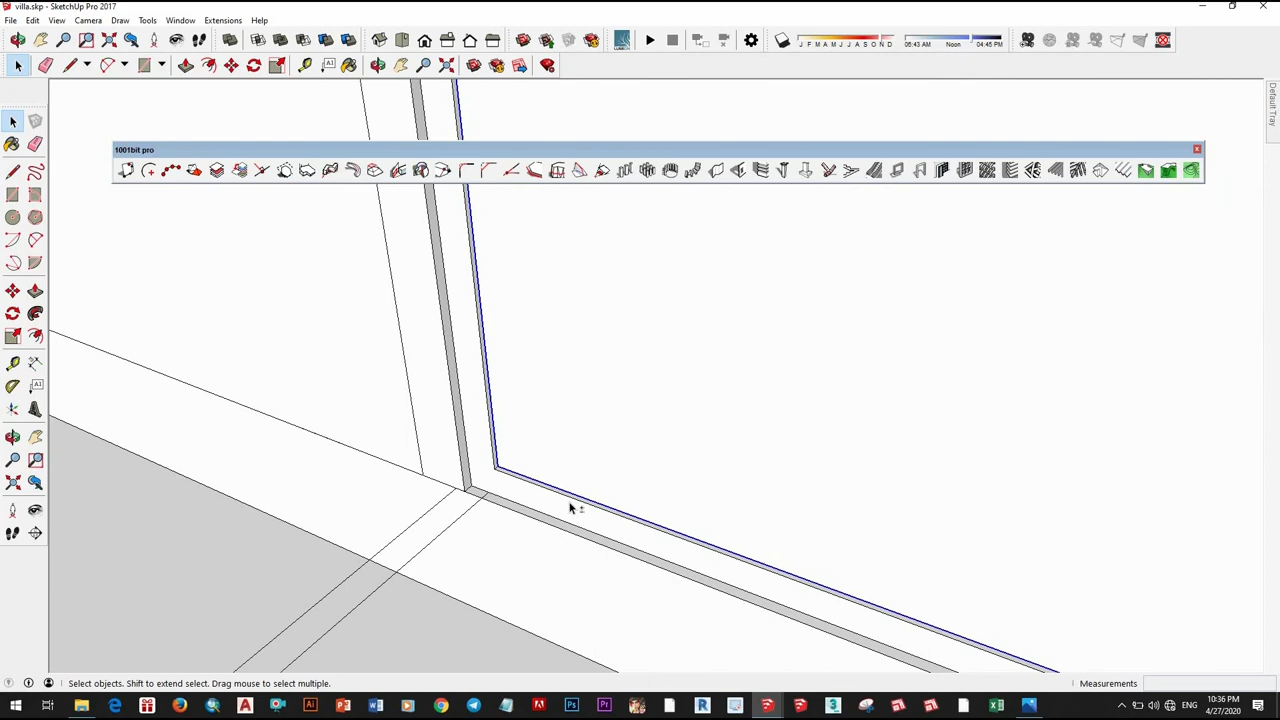 villa.skp - SketchUp Pro 2017
File Edit View Camera Draw Tools Window Extensions Help
J F M A M J J A S O N D 06:43 AM Noon 04:45 PM
Default Tray
1001bit pro
Select objects. Shift to extend select. Drag mouse to select multiple.
Measurements
ENG
10:36 PM
4/27/2020